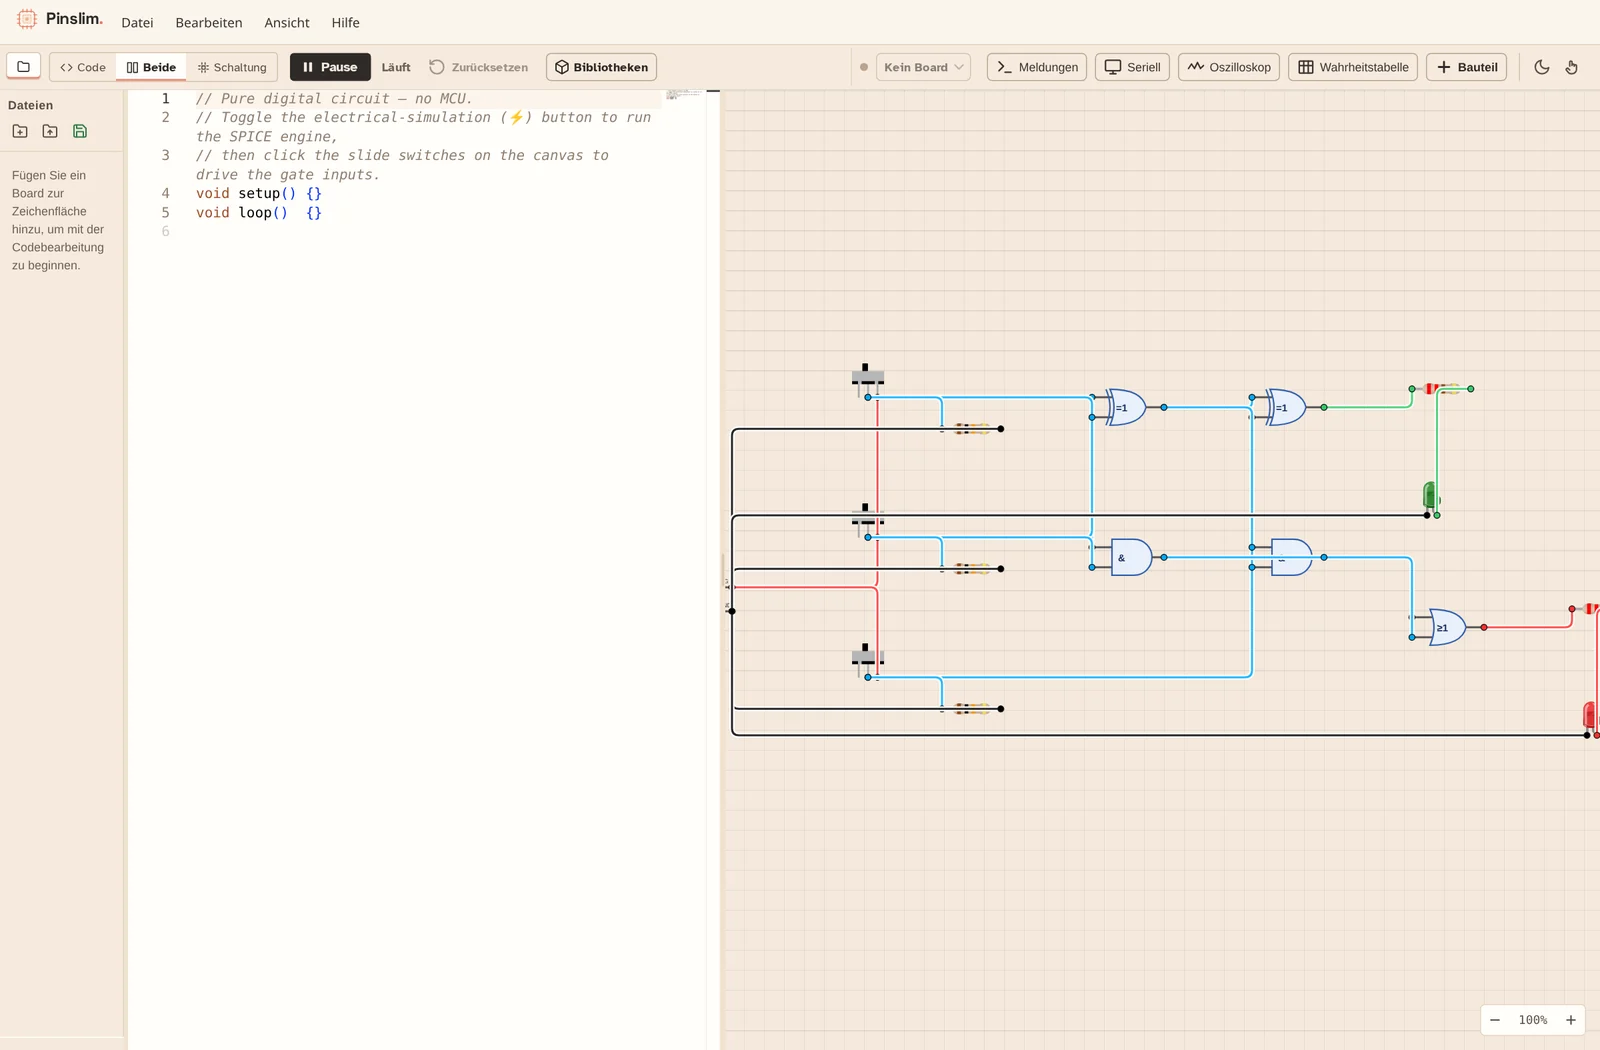 Pinslim.
Datei Bearbeiten Ansicht Hilfe
Code Beide Schaltung Pause Läuft Zurücksetzen Bibliotheken Kein Board Meldungen Seriell Oszilloskop Wahrheitstabelle Bauteil
Dateien
Fügen Sie ein
Board zur
Zeichenfläche
hinzu, um mit der
Codebearbeitung
zu beginnen.
1 // Pure digital circuit — no MCU.
2 // Toggle the electrical-simulation (⚡) button to run
the SPICE engine,
3 // then click the slide switches on the canvas to
drive the gate inputs.
4 void setup() {}
5 void loop()  {}
6
=1 =1
&
≥1
− 100% +